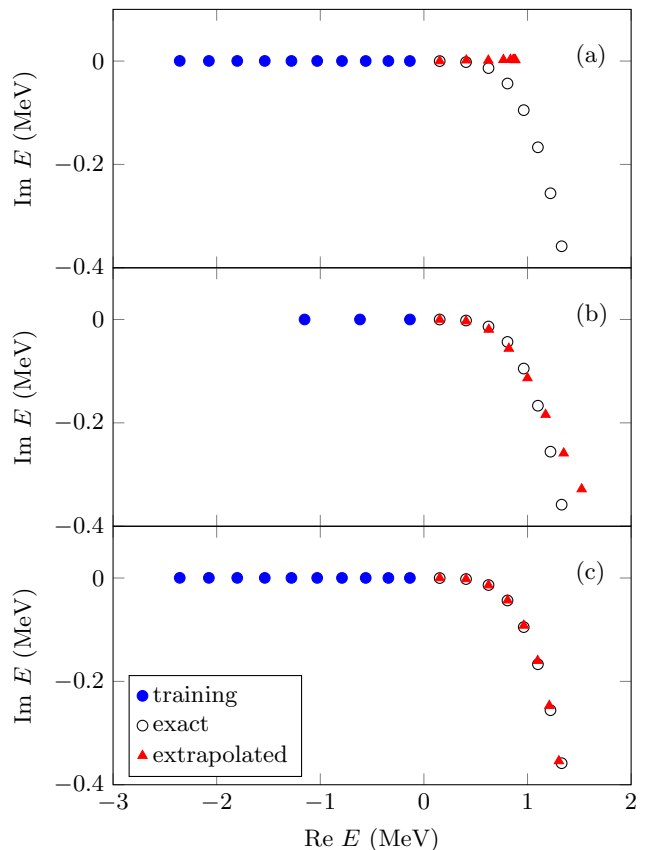 0
−0.2
−0.4
Im E (MeV)
(a)
0
−0.2
−0.4
Im E (MeV)
(b)
0
−0.2
−0.4
Im E (MeV)
(c)
training
exact
extrapolated
−3 −2 −1 0 1 2
Re E (MeV)